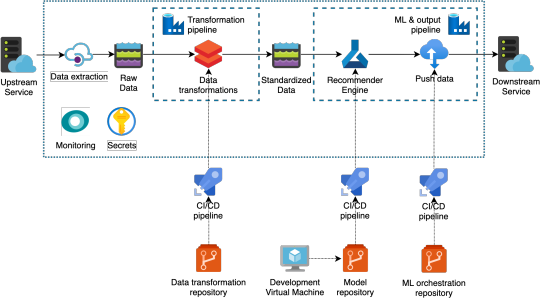 Transformation
pipeline
ML & output
pipeline
Upstream
Service
Data extraction
Raw
Data
Data
transformations
Standardized
Data
Recommender
Engine
Push data
Downstream
Service
Monitoring
Secrets
CI/CD
pipeline
CI/CD
pipeline
CI/CD
pipeline
Data transformation
repository
Development
Virtual Machine
Model
repository
ML orchestration
repository